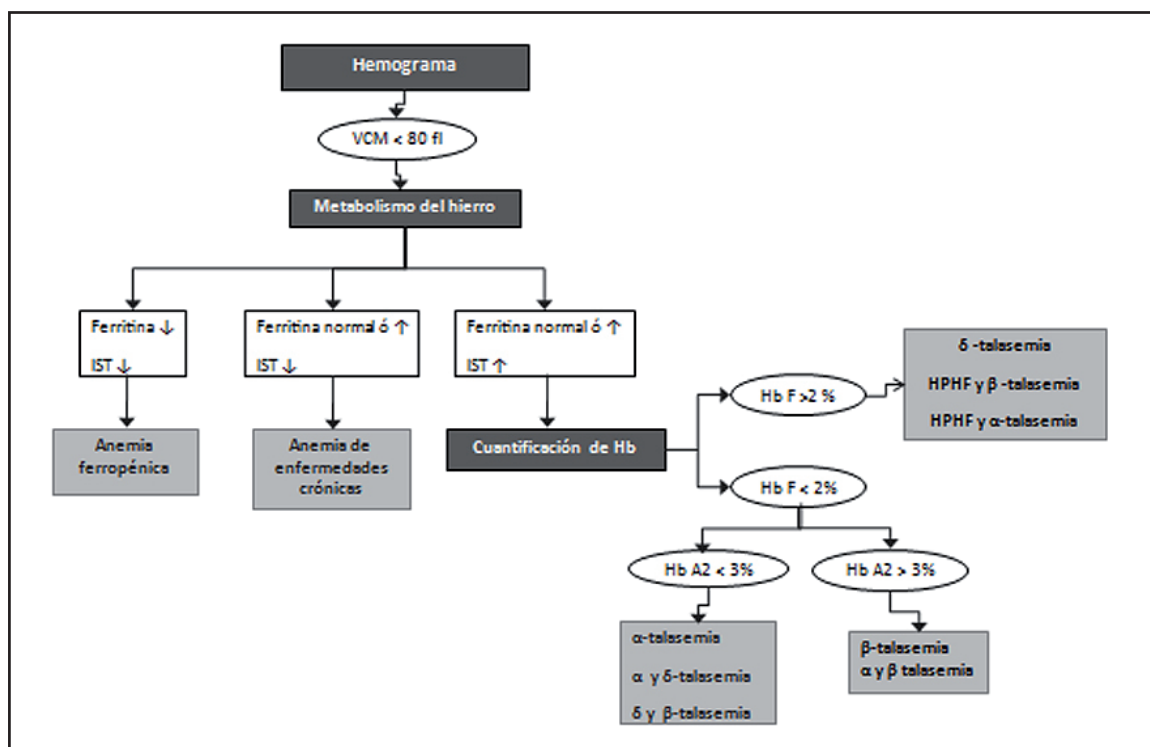 Hemograma
VCM < 80 fl
Metabolismo del hierro
Ferritina ↓
IST ↓
Ferritina normal ó ↑
IST ↓
Ferritina normal ó ↑
IST ↑
Anemia
ferropénica
Anemia de
enfermedades
crónicas
Cuantificación de Hb
Hb F >2 %
δ -talasemia
HPHF y β -talasemia
HPHF y α-talasemia
Hb F < 2%
Hb A2 < 3%
Hb A2 > 3%
α-talasemia
α y δ-talasemia
δ y β-talasemia
β-talasemia
α y β talasemia